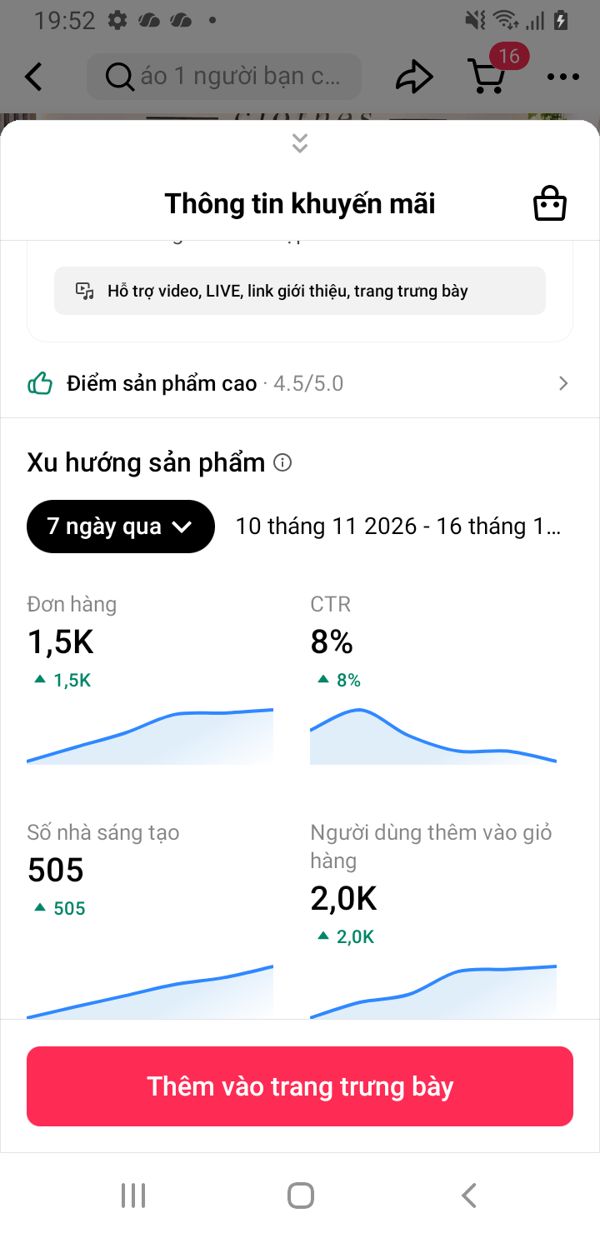 19:52
16
áo 1 người bạn c...
clothes
Thông tin khuyến mãi
Hỗ trợ video, LIVE, link giới thiệu, trang trưng bày
Điểm sản phẩm cao · 4.5/5.0
Xu hướng sản phẩm
7 ngày qua
10 tháng 11 2026 - 16 tháng 1...
Đơn hàng
1,5K
1,5K
CTR
8%
8%
Số nhà sáng tạo
505
505
Người dùng thêm vào giỏ
hàng
2,0K
2,0K
Thêm vào trang trưng bày